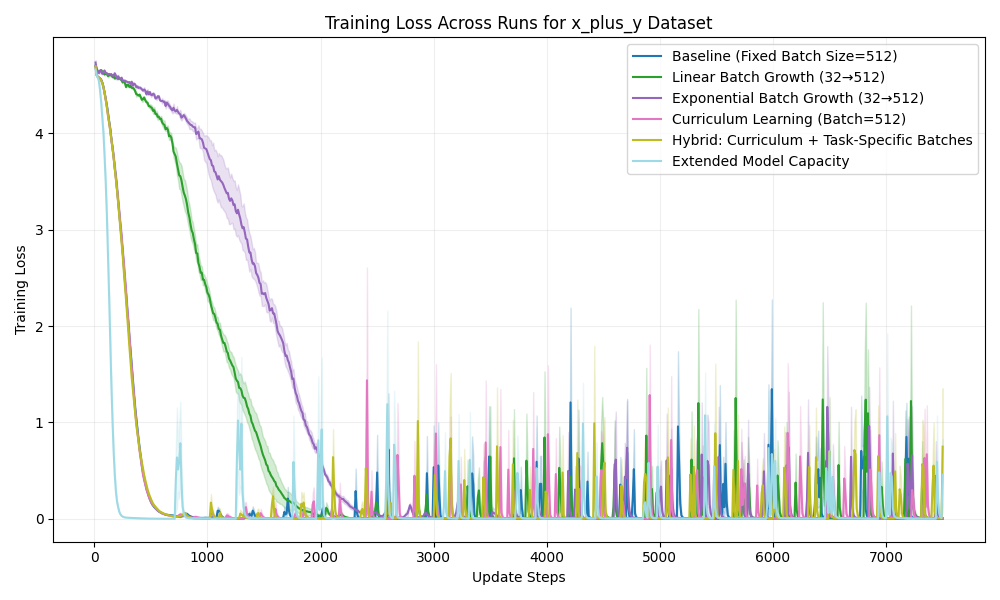 Training Loss Across Runs for x_plus_y Dataset
Baseline (Fixed Batch Size=512)
Linear Batch Growth (32→512)
Exponential Batch Growth (32→512)
Curriculum Learning (Batch=512)
Hybrid: Curriculum + Task-Specific Batches
Extended Model Capacity
Training Loss
4
3
2
1
0
0 1000 2000 3000 4000 5000 6000 7000
Update Steps